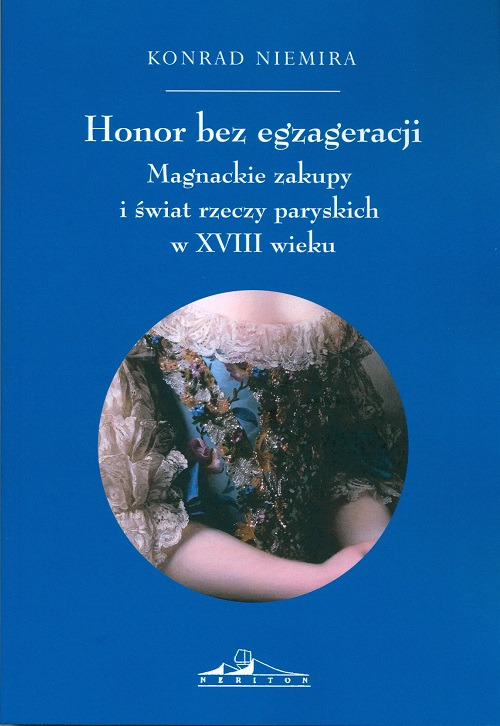 KONRAD NIEMIRA
Honor bez egzageracji
Magnackie zakupy
i świat rzeczy paryskich
w XVIII wieku
NERITON